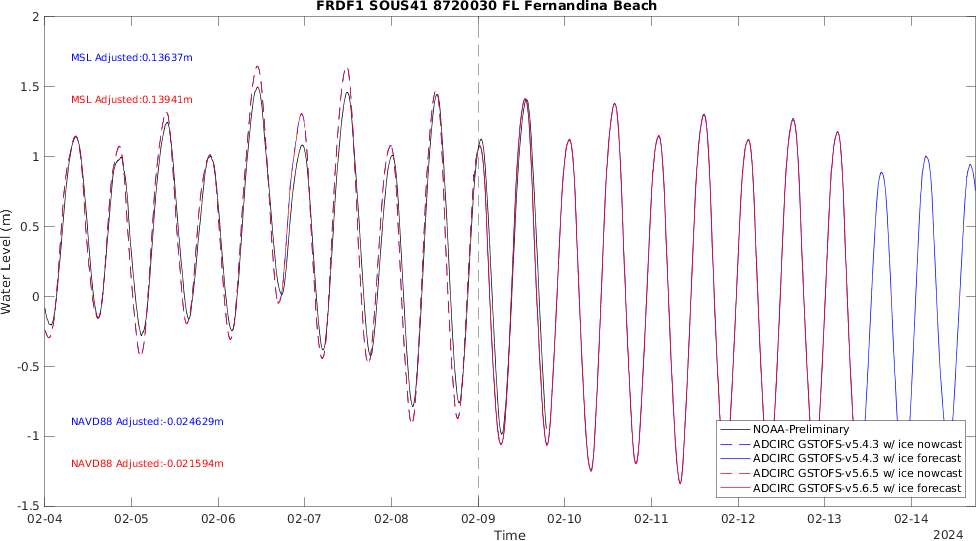 FRDF1 SOUS41 8720030 FL Fernandina Beach
Water Level (m)
2
1.5
1
0.5
0
-0.5
-1
-1.5
MSL Adjusted:0.13637m
MSL Adjusted:0.13941m
NAVD88 Adjusted:-0.024629m
NAVD88 Adjusted:-0.021594m
NOAA-Preliminary
ADCIRC GSTOFS-v5.4.3 w/ ice nowcast
ADCIRC GSTOFS-v5.4.3 w/ ice forecast
ADCIRC GSTOFS-v5.6.5 w/ ice nowcast
ADCIRC GSTOFS-v5.6.5 w/ ice forecast
02-04 02-05 02-06 02-07 02-08 02-09 02-10 02-11 02-12 02-13 02-14
Time
2024